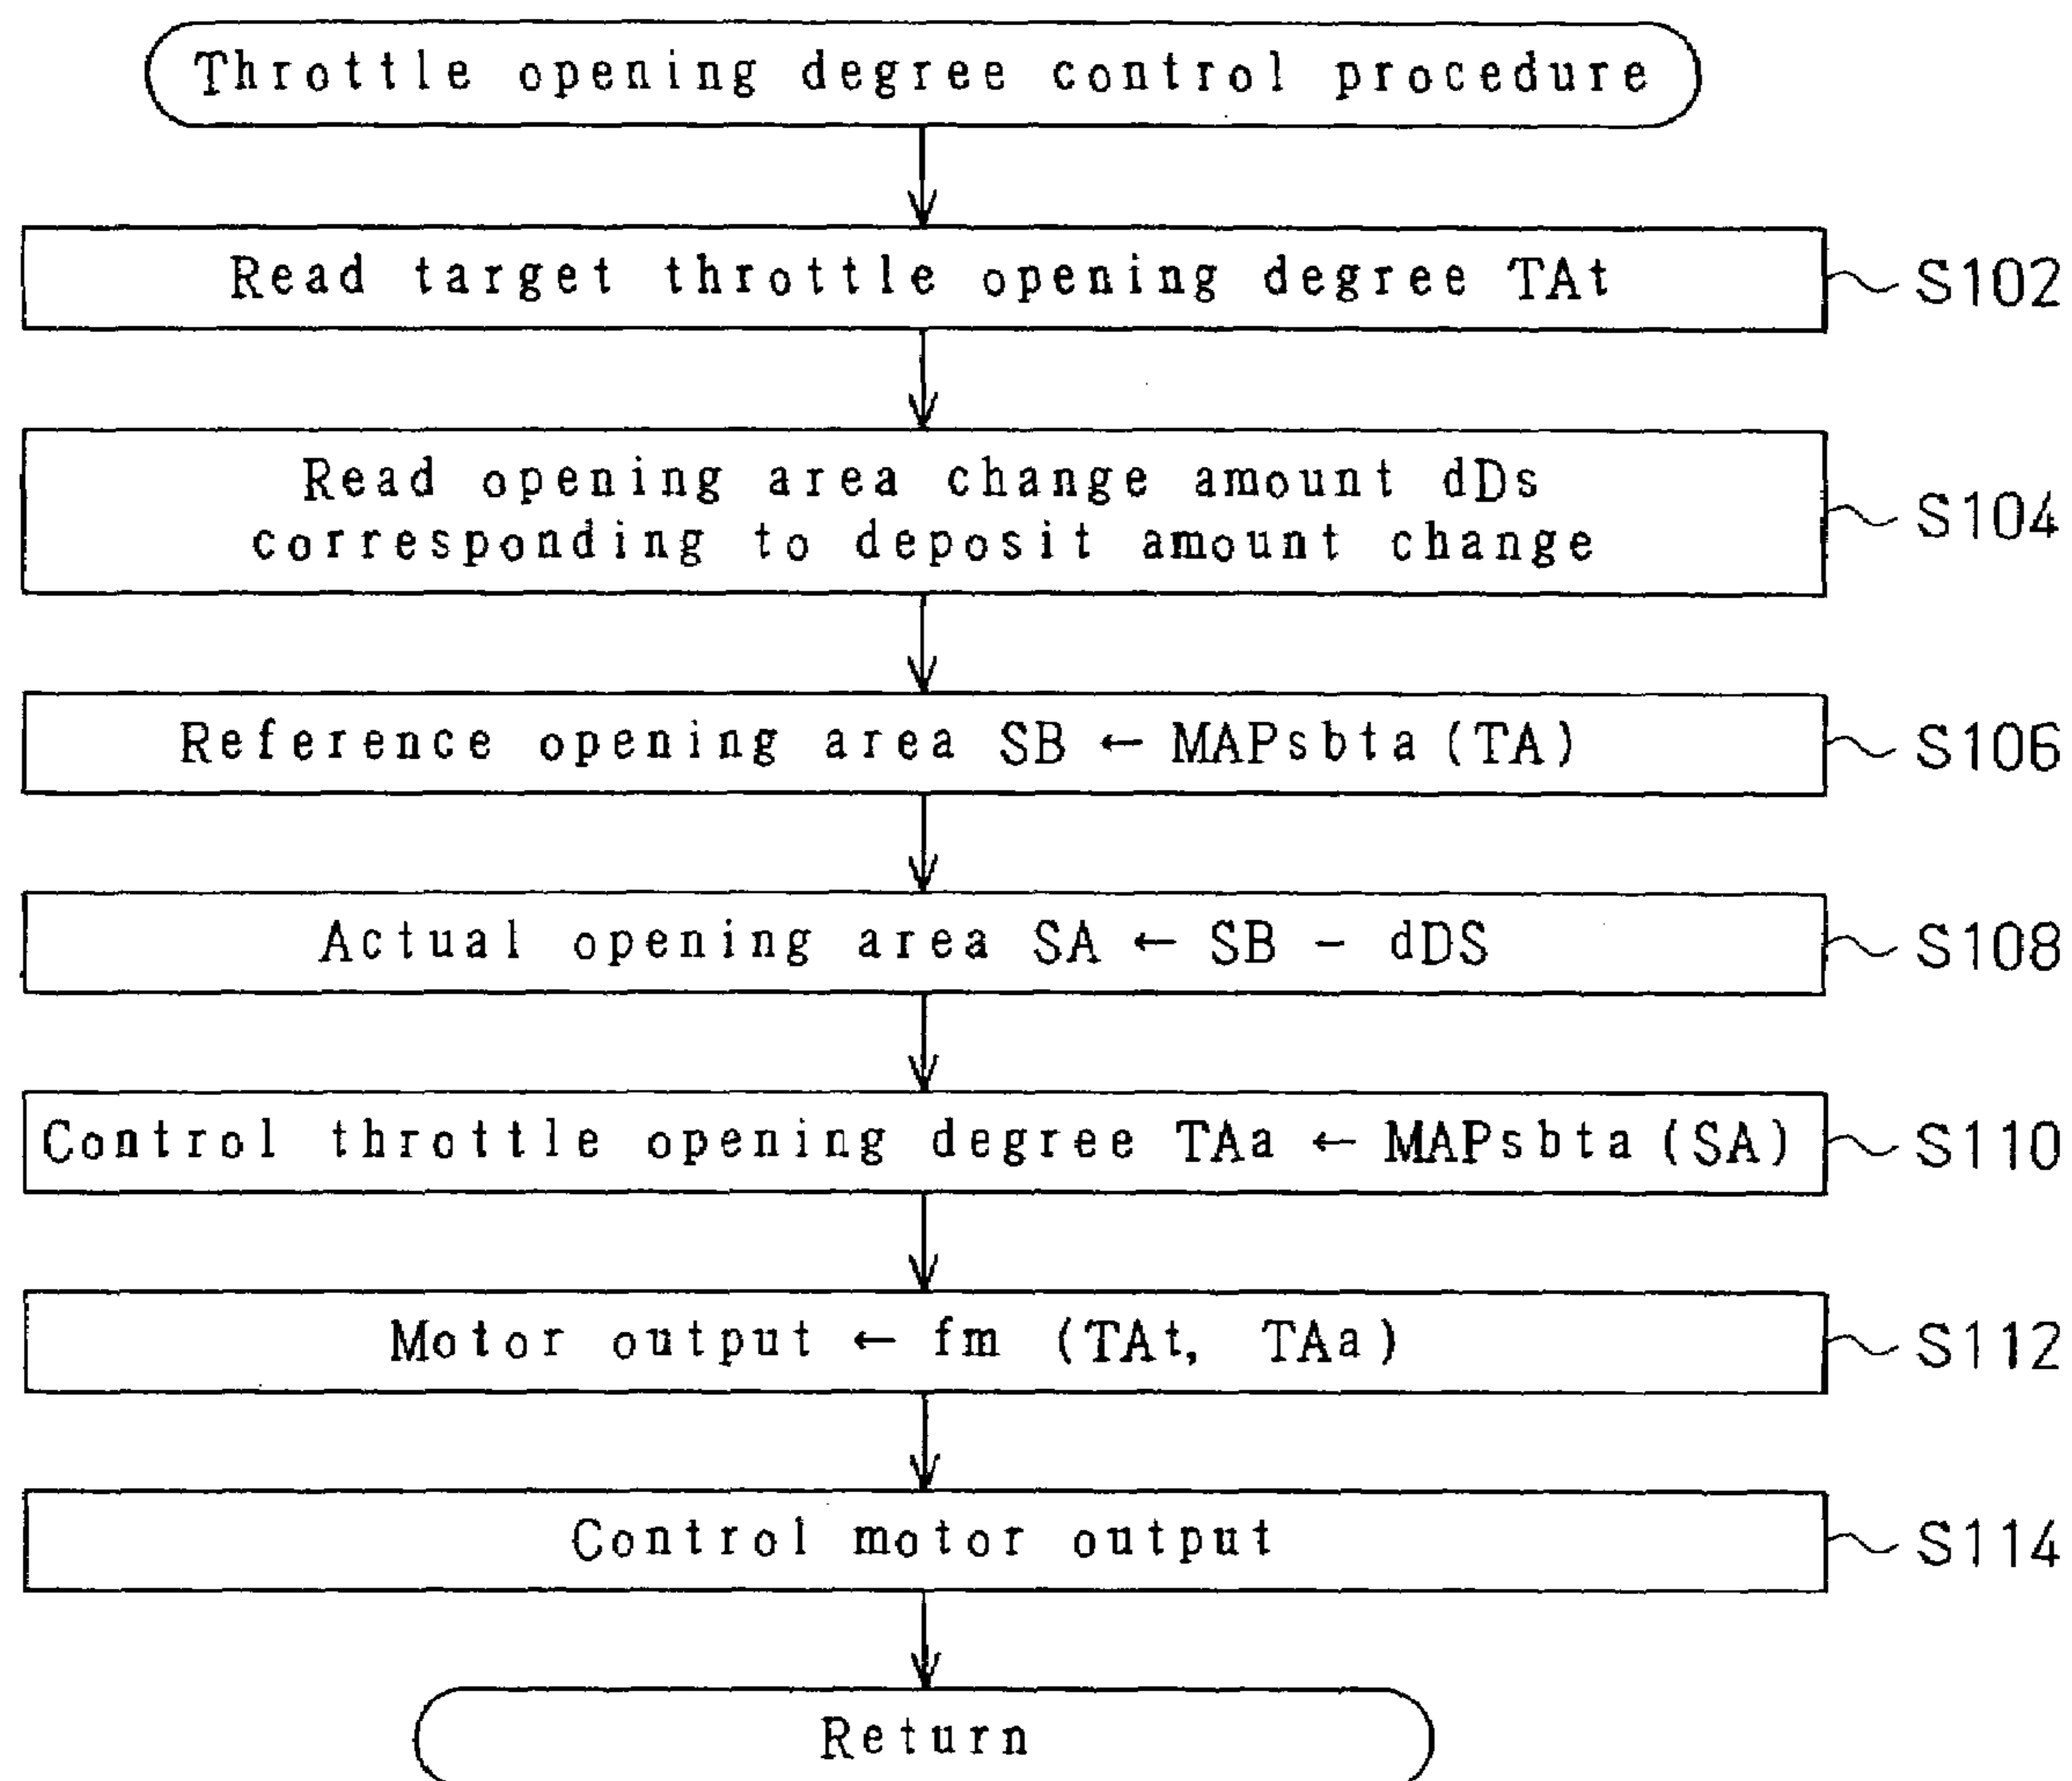 Throttle opening degree control procedure
Read target throttle opening degree TAt
S102
Read opening area change amount dDs
corresponding to deposit amount change
S104
Reference opening area SB ← MAPsbta (TA)
S106
Actual opening area SA ← SB - dDS
S108
Control throttle opening degree TAa ← MAPsbta (SA)
S110
Motor output ← fm (TAt, TAa)
S112
Control motor output
S114
Return